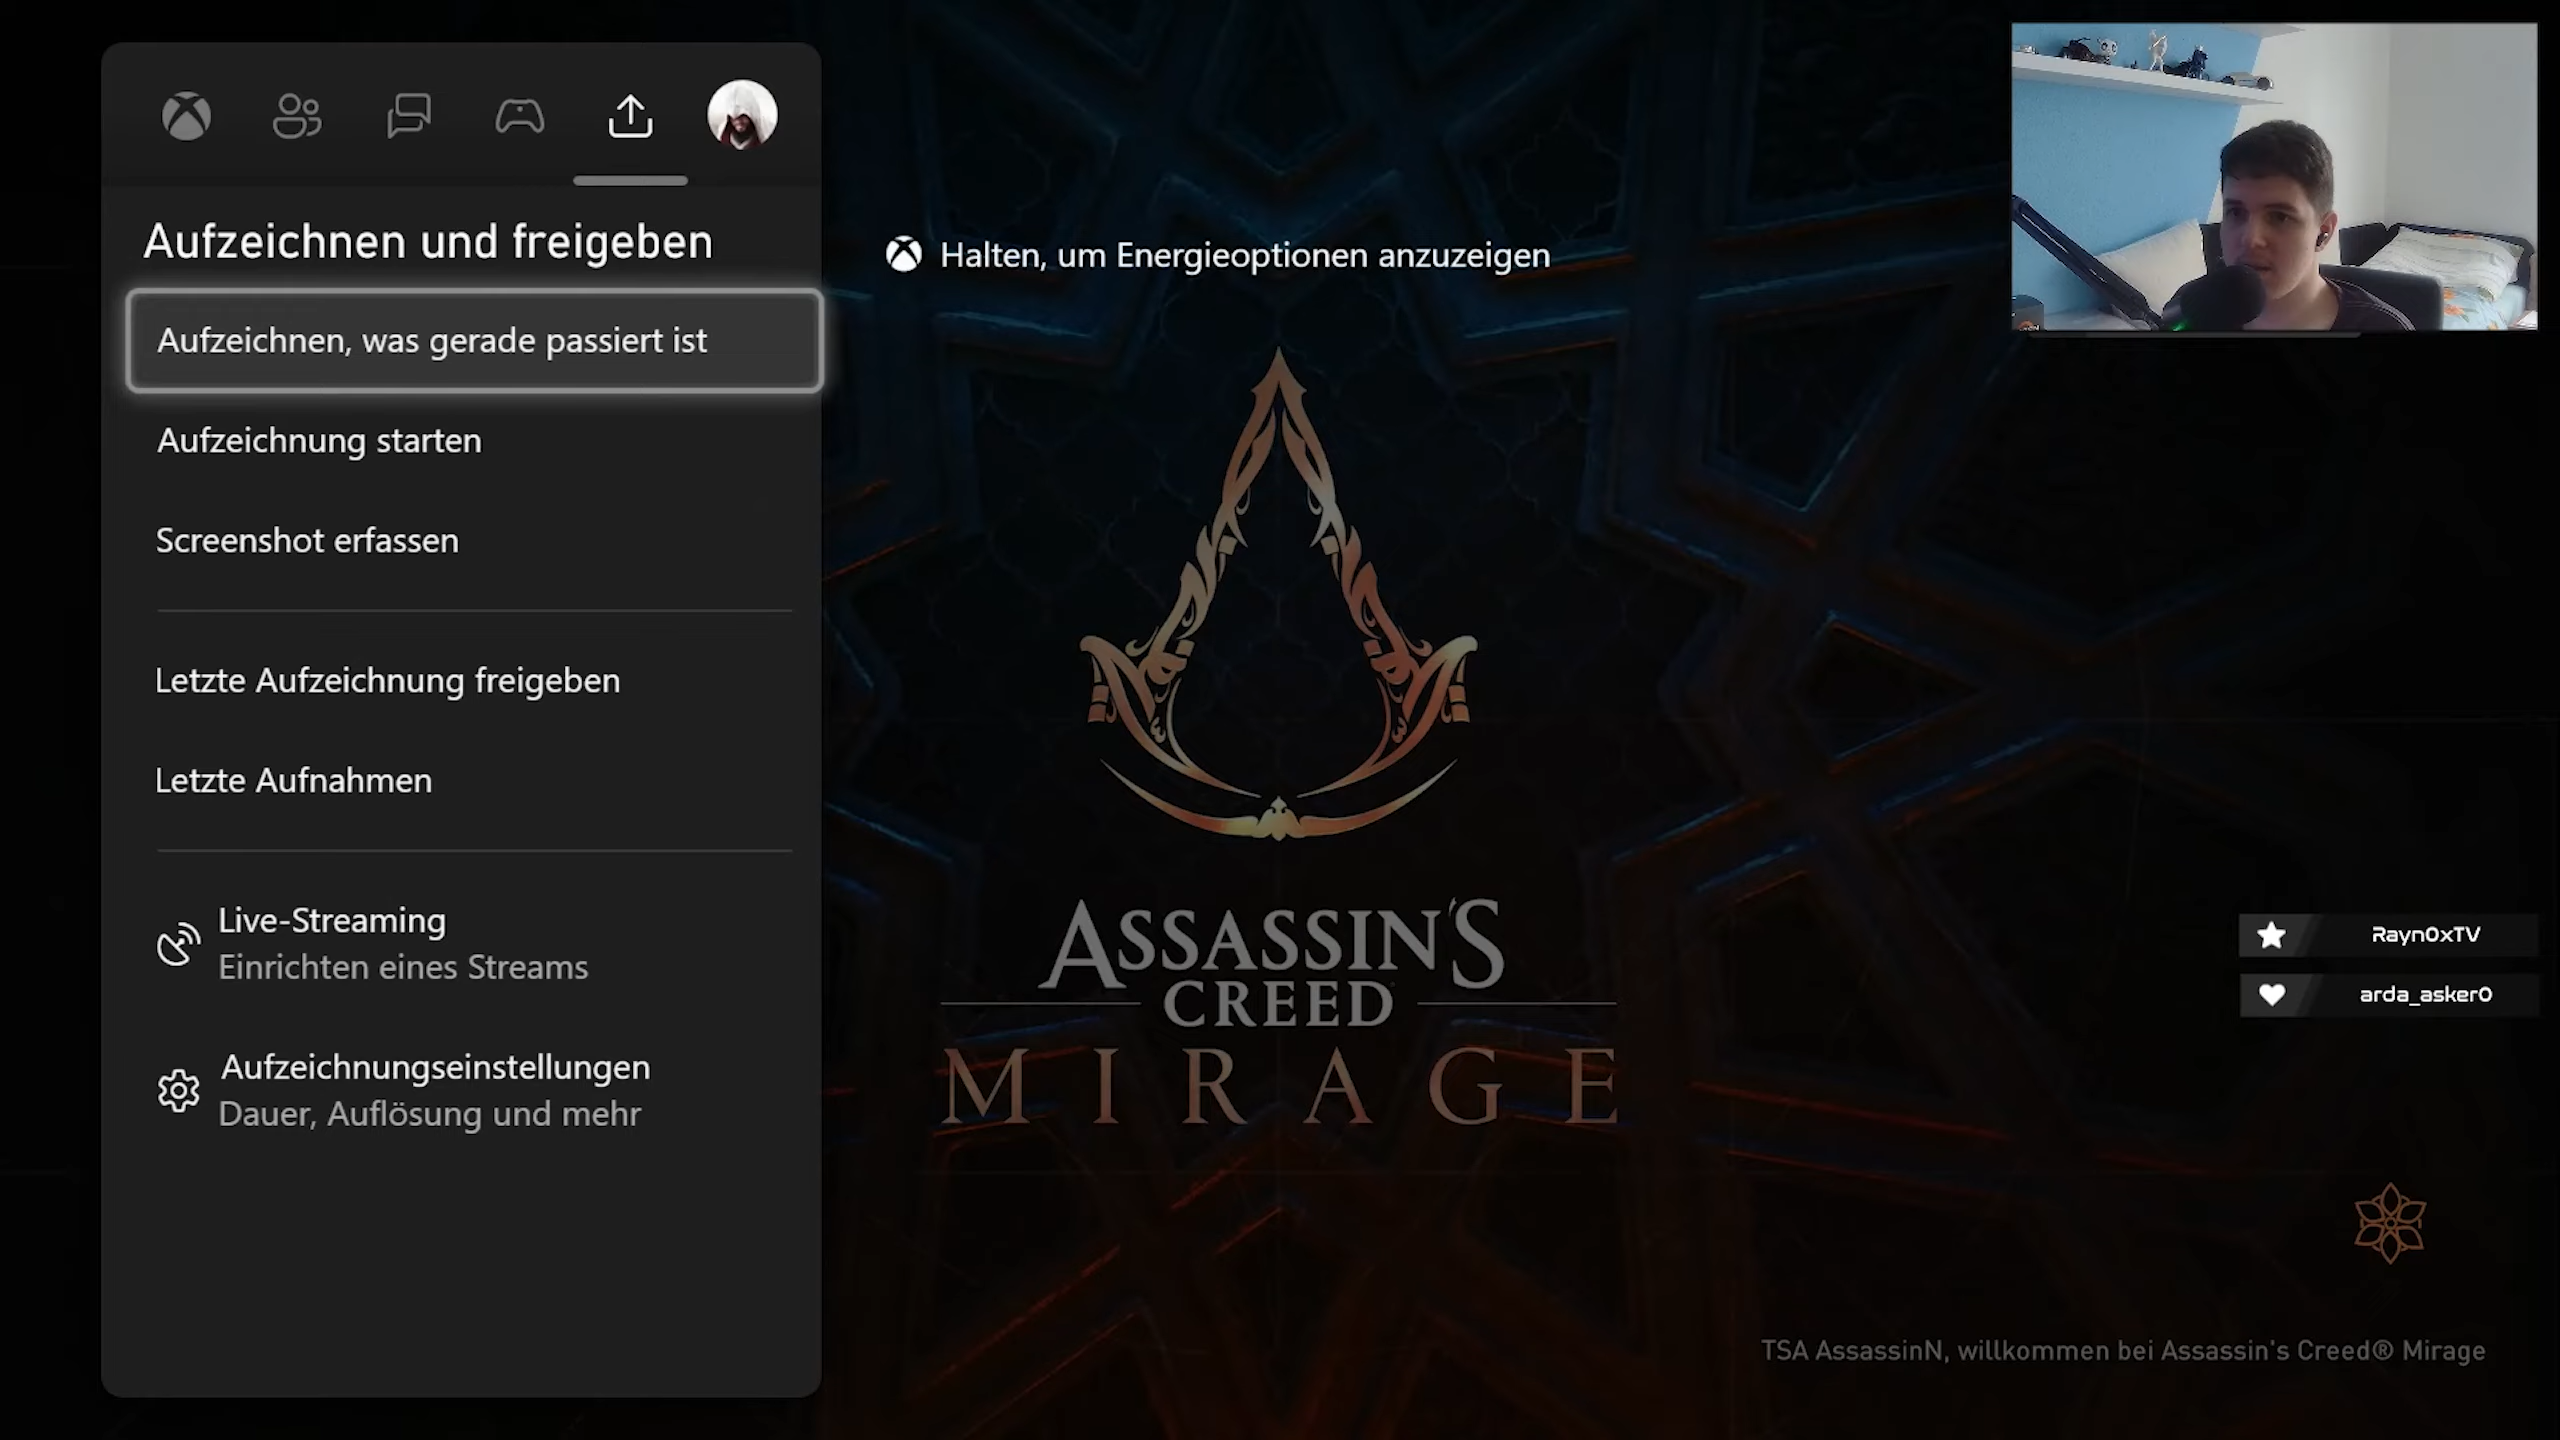 Aufzeichnen und freigeben
Aufzeichnen, was gerade passiert ist
Aufzeichnung starten
Screenshot erfassen
Letzte Aufzeichnung freigeben
Letzte Aufnahmen
Live-Streaming
Einrichten eines Streams
Aufzeichnungseinstellungen
Dauer, Auflösung und mehr
Halten, um Energieoptionen anzuzeigen
ASSASSIN'S
CREED
MIRAGE
Rayn0xTV
arda_asker0
TSA AssassinN, willkommen bei Assassin's Creed® Mirage